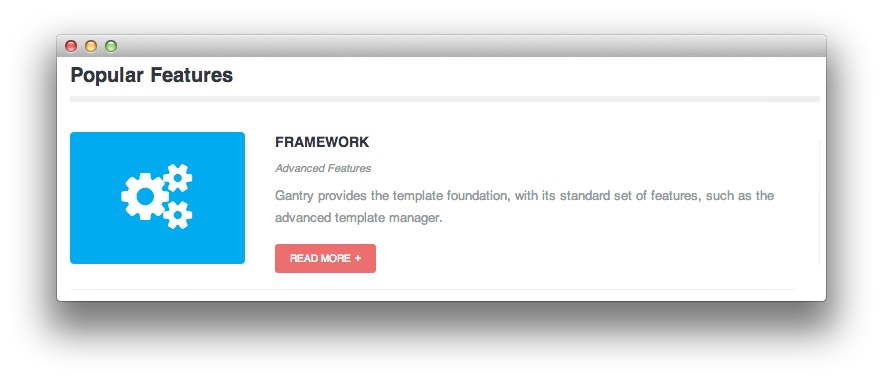 Popular Features
FRAMEWORK
Advanced Features
Gantry provides the template foundation, with its standard set of features, such as the
advanced template manager.
READ MORE +